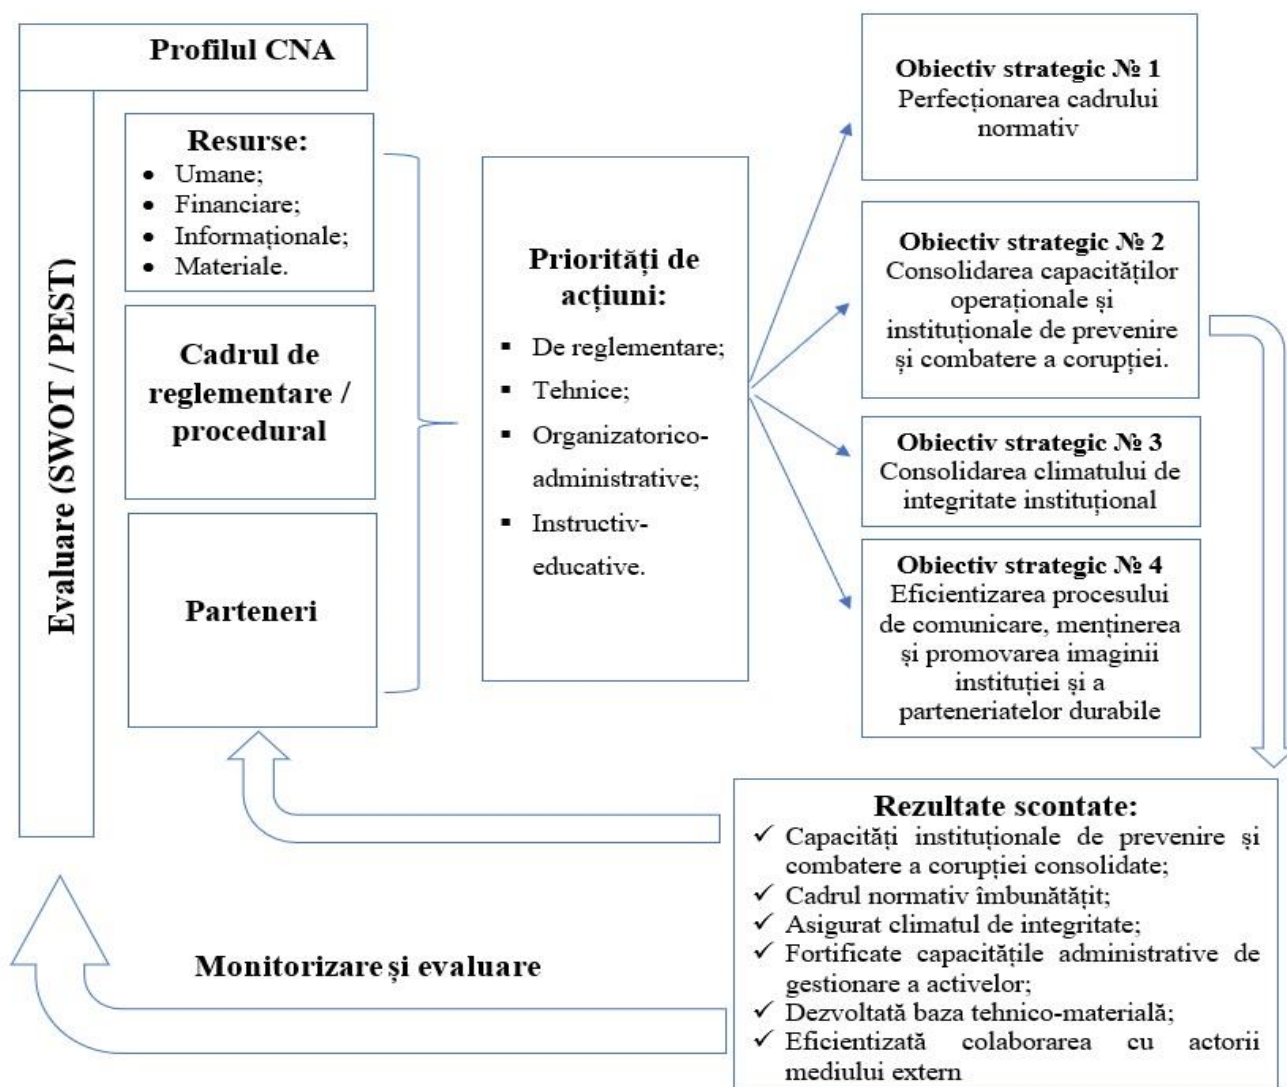 Profilul CNA
Evaluare (SWOT / PEST)
Resurse:
• Umane;
• Financiare;
• Informaționale;
• Materiale.
Cadrul de
reglementare /
procedural
Parteneri
Priorități de
acțiuni:
▪ De reglementare;
▪ Tehnice;
▪ Organizatorico-
administrative;
▪ Instructiv-
educative.
Obiectiv strategic № 1
Perfecționarea cadrului
normativ
Obiectiv strategic № 2
Consolidarea capacităților
operaționale și
instituționale de prevenire
și combatere a corupției.
Obiectiv strategic № 3
Consolidarea climatului de
integritate instituțional
Obiectiv strategic № 4
Eficientizarea procesului
de comunicare, menținerea
și promovarea imaginii
instituției și a
parteneriatelor durabile
Rezultate scontate:
✓ Capacități instituționale de prevenire și
combatere a corupției consolidate;
✓ Cadrul normativ îmbunătățit;
✓ Asigurat climatul de integritate;
✓ Fortificate capacitățile administrative de
gestionare a activelor;
✓ Dezvoltată baza tehnico-materială;
✓ Eficientizată colaborarea cu actorii
mediului extern
Monitorizare și evaluare